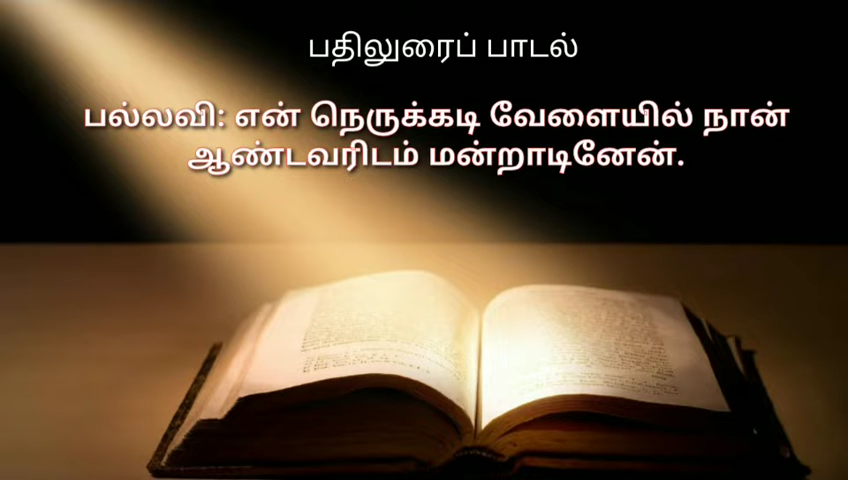 பதிலுரைப் பாடல்
பல்லவி: என் நெருக்கடி வேளையில் நான்
ஆண்டவரிடம் மன்றாடினேன்.